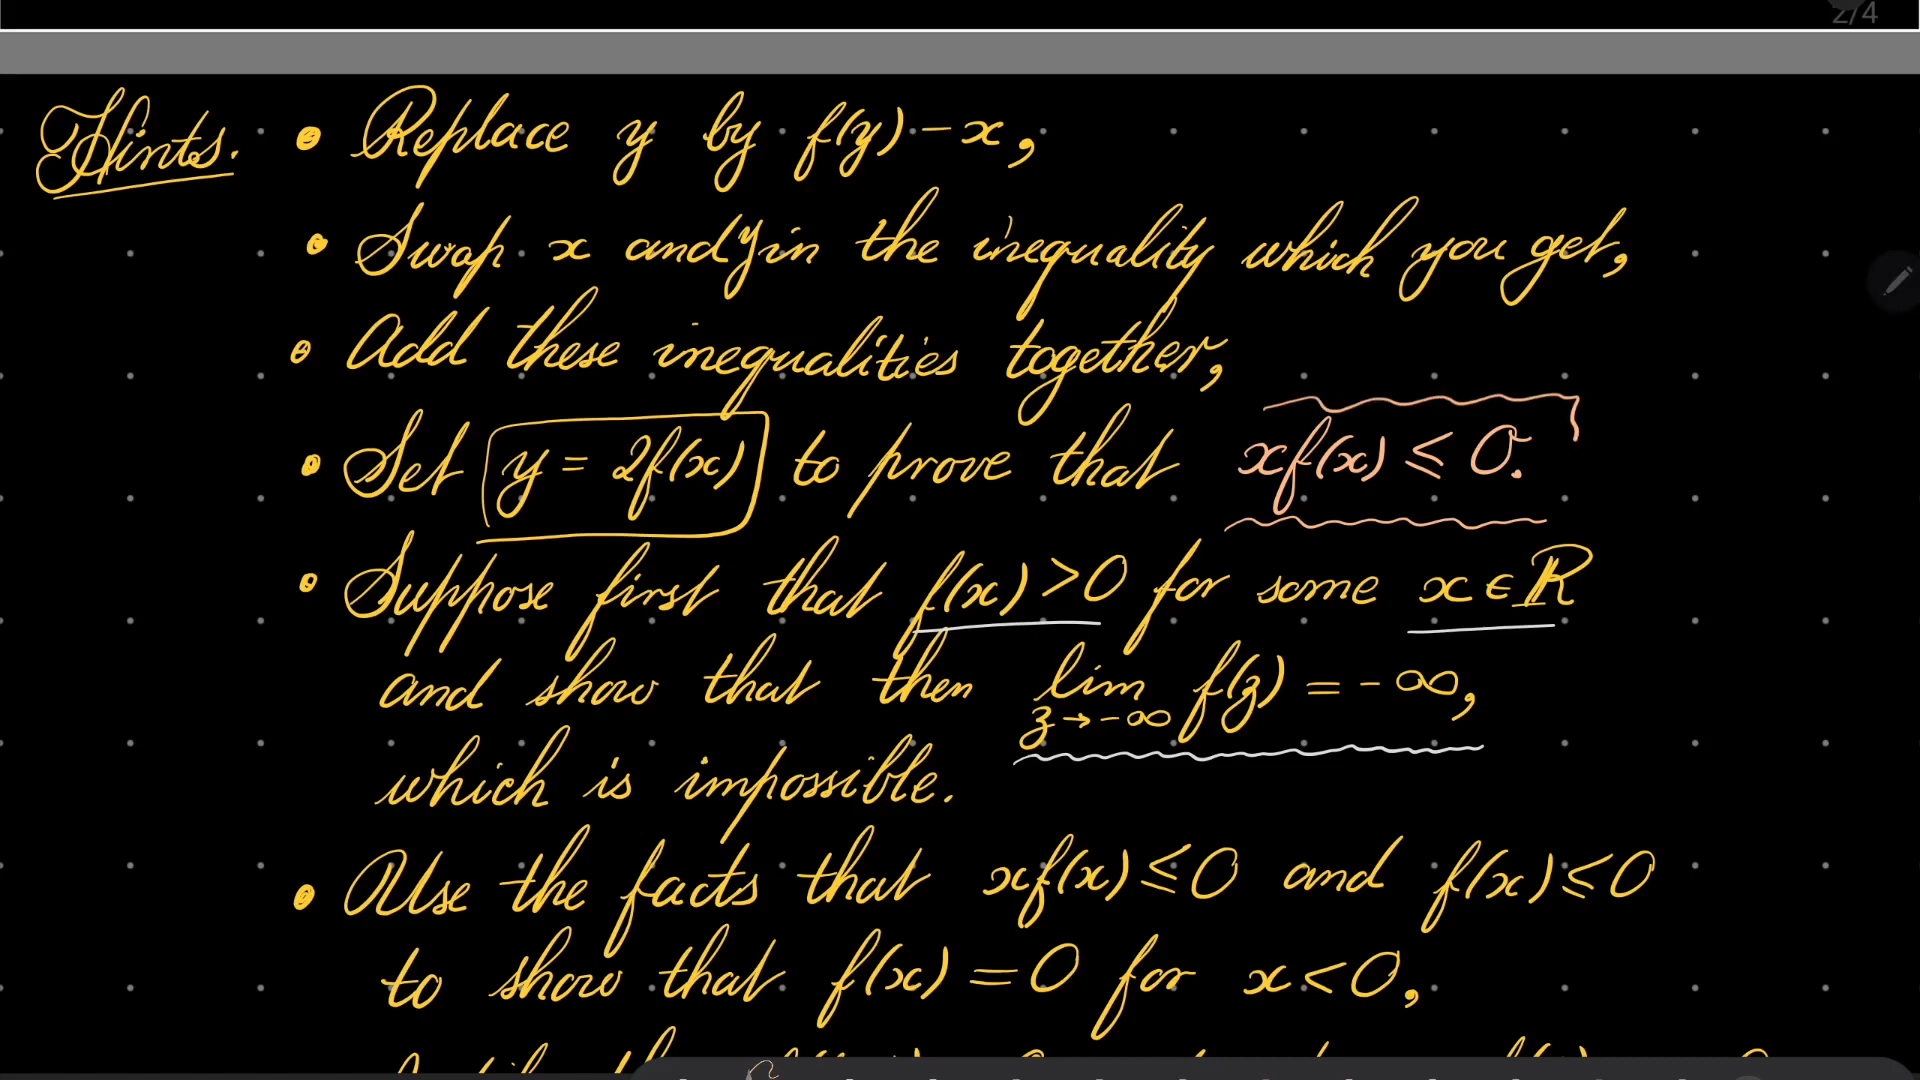 2/4
Hints. • Replace y by f(y)-x,
• Swap x and y in the inequality which you get,
• Add these inequalities together,
• Set y = 2f(x) to prove that xf(x) ≤ 0.
• Suppose first that f(x) > 0 for some x ∈ ℝ
and show that then lim f(z) = -∞,
z → -∞
which is impossible.
• Use the facts that xf(x) ≤ 0 and f(x) ≤ 0
to show that f(x) = 0 for x < 0,